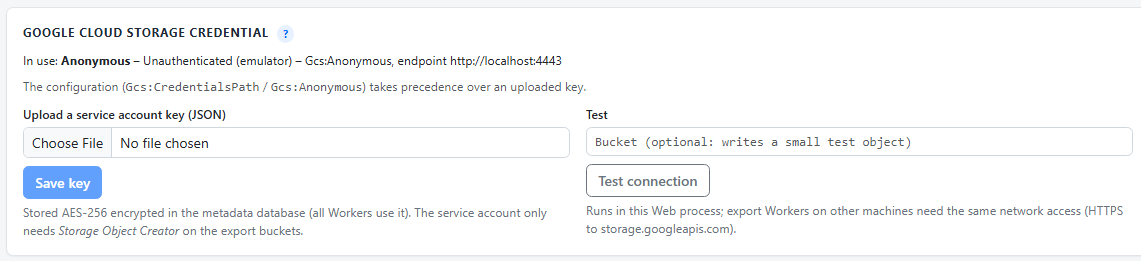 GOOGLE CLOUD STORAGE CREDENTIAL ?
In use: Anonymous – Unauthenticated (emulator) – Gcs:Anonymous, endpoint http://localhost:4443
The configuration (Gcs:CredentialsPath / Gcs:Anonymous) takes precedence over an uploaded key.
Upload a service account key (JSON)
Choose File No file chosen
Save key
Stored AES-256 encrypted in the metadata database (all Workers use it). The service account only
needs Storage Object Creator on the export buckets.
Test
Bucket (optional: writes a small test object)
Test connection
Runs in this Web process; export Workers on other machines need the same network access (HTTPS
to storage.googleapis.com).